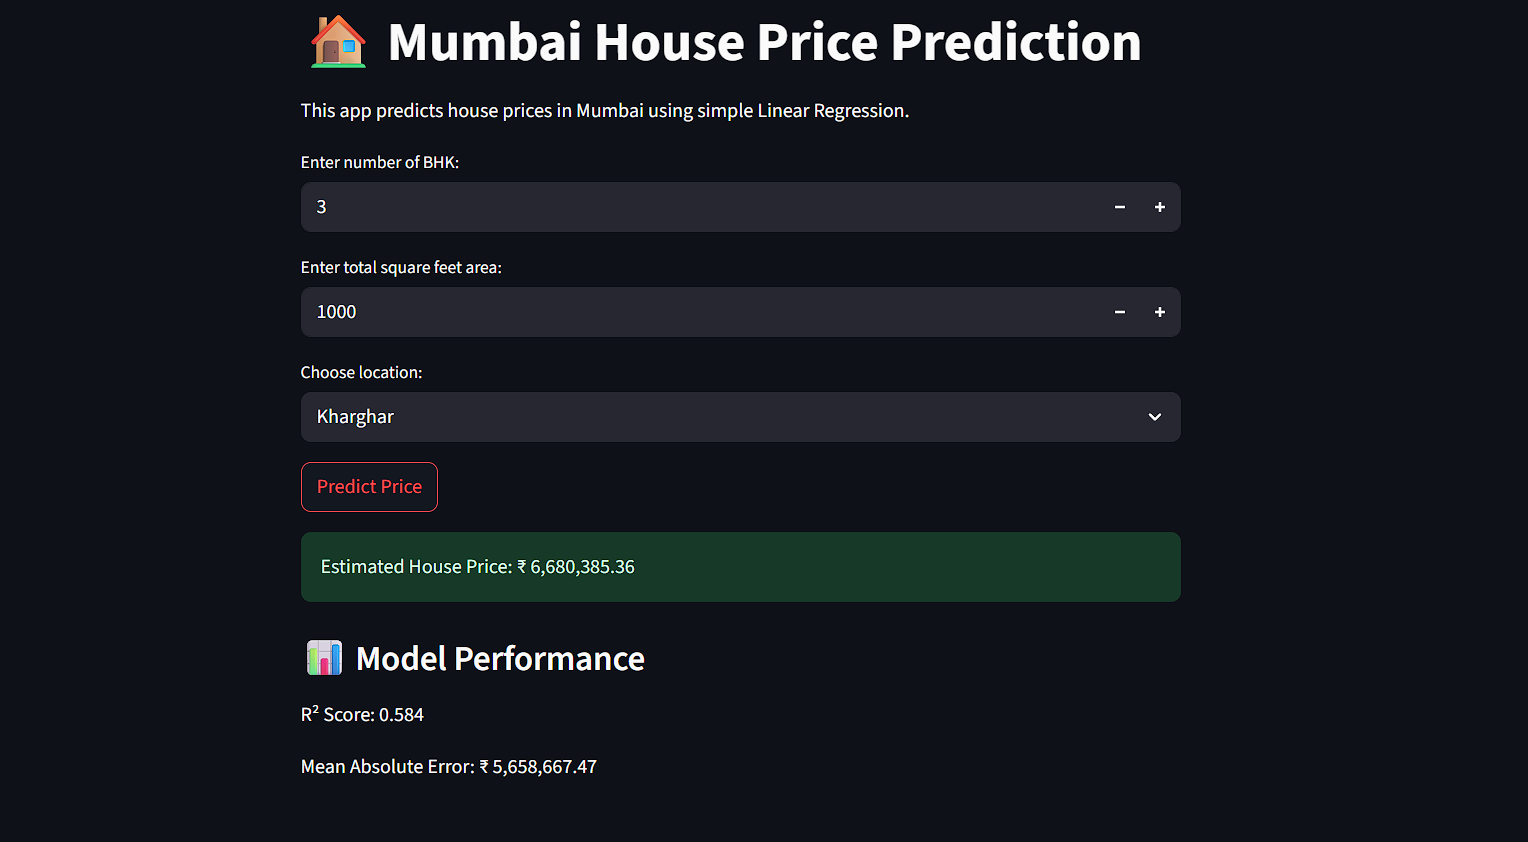 Mumbai House Price Prediction
This app predicts house prices in Mumbai using simple Linear Regression.
Enter number of BHK:
3
Enter total square feet area:
1000
Choose location:
Kharghar
Predict Price
Estimated House Price: ₹ 6,680,385.36
Model Performance
R² Score: 0.584
Mean Absolute Error: ₹ 5,658,667.47